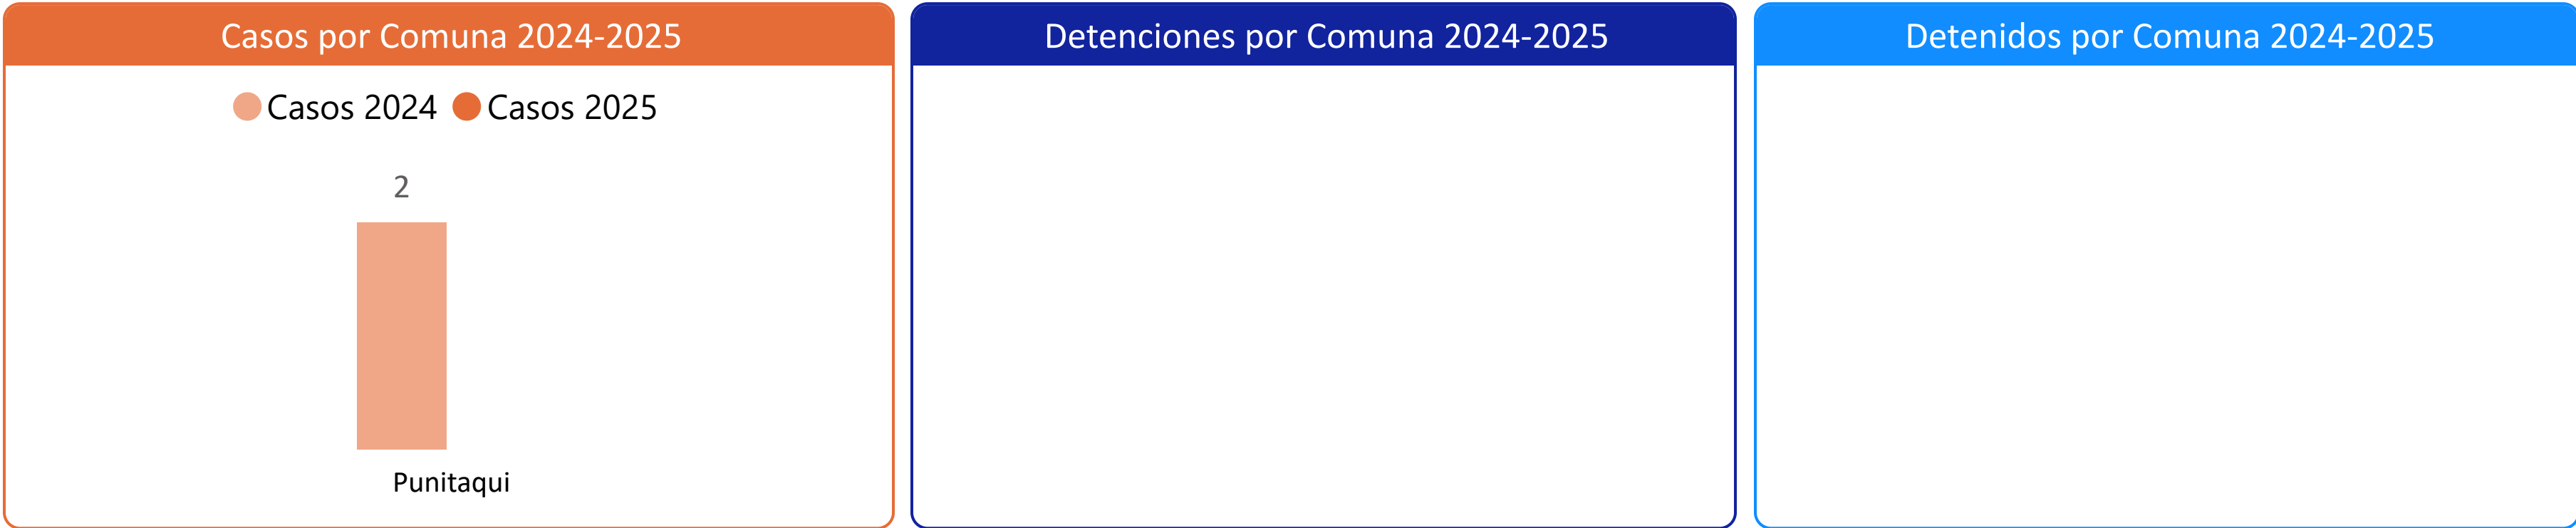 Casos por Comuna 2024-2025
Casos 2024 Casos 2025
2
Punitaqui
Detenciones por Comuna 2024-2025
Detenidos por Comuna 2024-2025